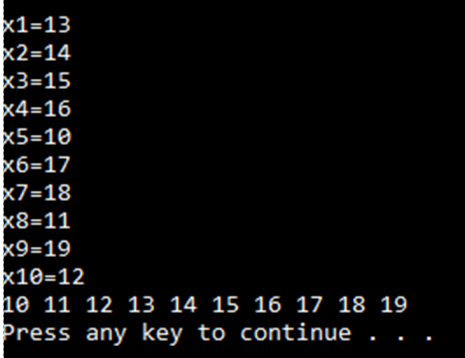 x1=13
x2=14
x3=15
x4=16
x5=10
x6=17
x7=18
x8=11
x9=19
x10=12
10 11 12 13 14 15 16 17 18 19
Press any key to continue . . .